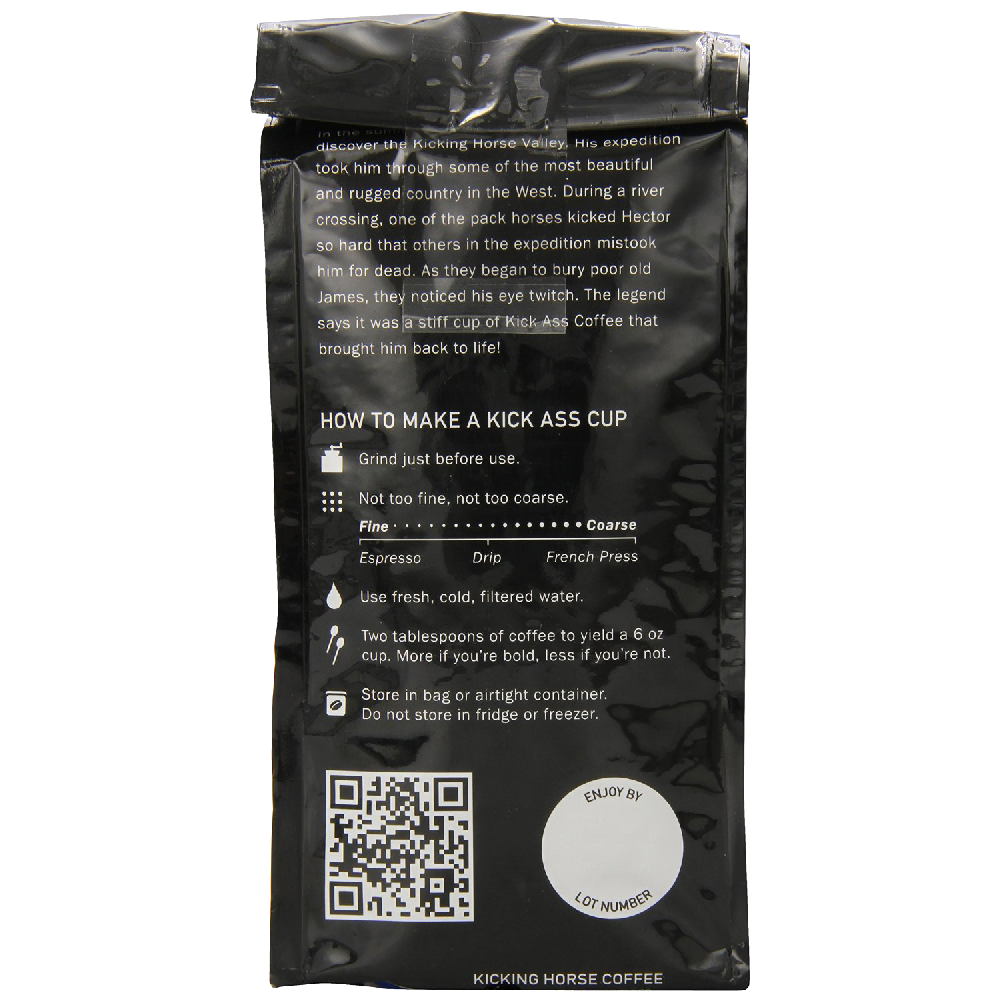 in the summ
discover the Kicking Horse Valley. His expedition
took him through some of the most beautiful
and rugged country in the West. During a river
crossing, one of the pack horses kicked Hector
so hard that others in the expedition mistook
him for dead. As they began to bury poor old
James, they noticed his eye twitch. The legend
says it was a stiff cup of Kick Ass Coffee that
brought him back to life!
HOW TO MAKE A KICK ASS CUP
Grind just before use.
Not too fine, not too coarse.
Fine Coarse
Espresso Drip French Press
Use fresh, cold, filtered water.
Two tablespoons of coffee to yield a 6 oz
cup. More if you're bold, less if you're not.
Store in bag or airtight container.
Do not store in fridge or freezer.
ENJOY BY
LOT NUMBER
KICKING HORSE COFFEE